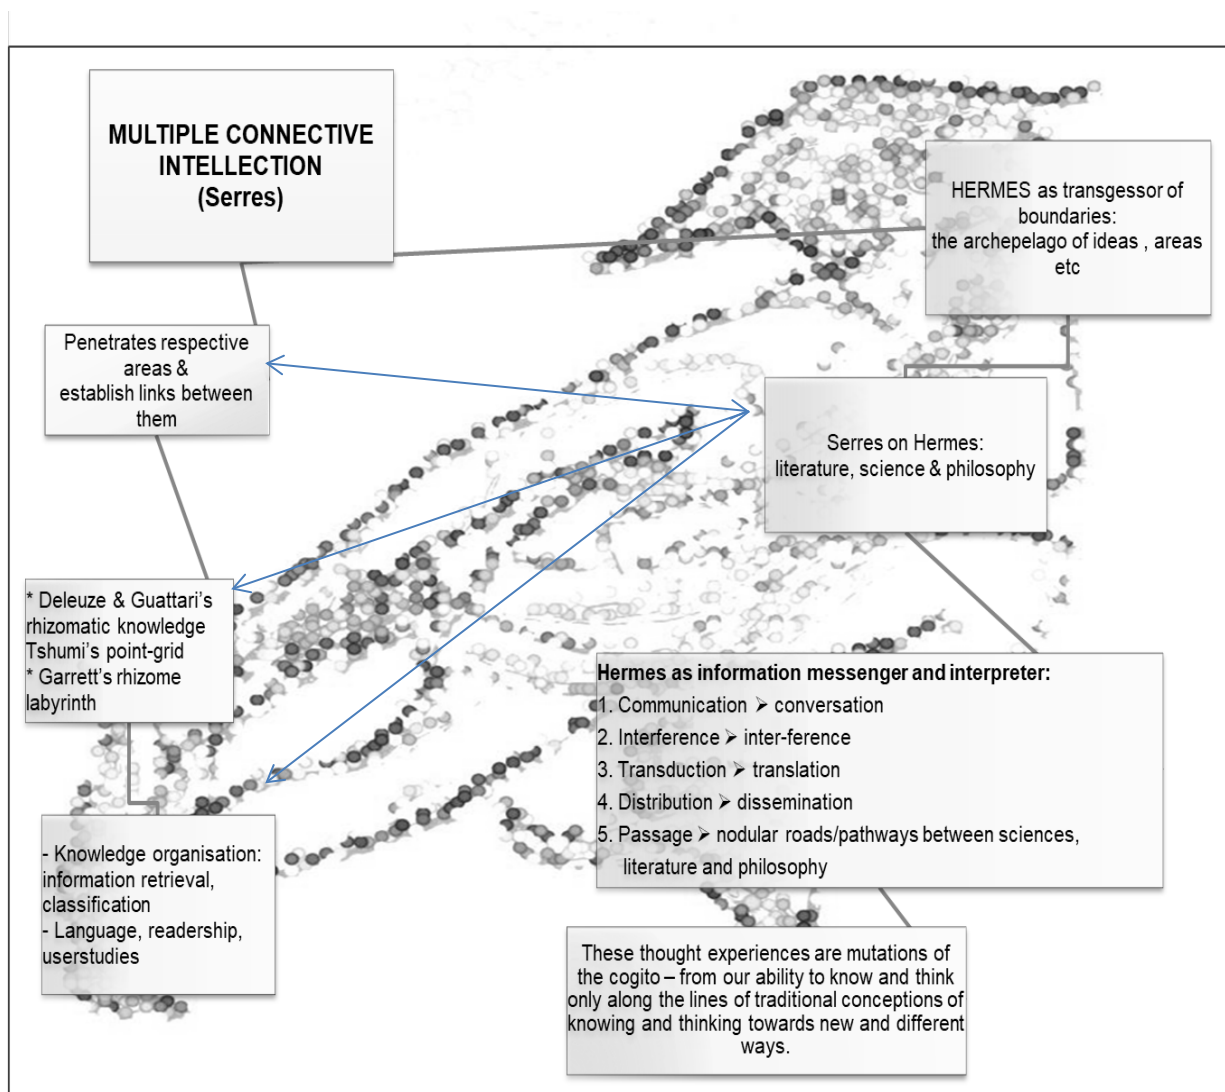 MULTIPLE CONNECTIVE
INTELLECTION
(Serres)
HERMES as transgessor of
boundaries:
the archepelago of ideas , areas
etc
Penetrates respective
areas &
establish links between
them
Serres on Hermes:
literature, science & philosophy
* Deleuze & Guattari’s
rhizomatic knowledge
Tshumi’s point-grid
* Garrett’s rhizome
labyrinth
Hermes as information messenger and interpreter:
1. Communication ➢ conversation
2. Interference ➢ inter-ference
3. Transduction ➢ translation
4. Distribution ➢ dissemination
5. Passage ➢ nodular roads/pathways between sciences,
literature and philosophy
- Knowledge organisation:
information retrieval,
classification
- Language, readership,
userstudies
These thought experiences are mutations of
the cogito – from our ability to know and think
only along the lines of traditional conceptions of
knowing and thinking towards new and different
ways.